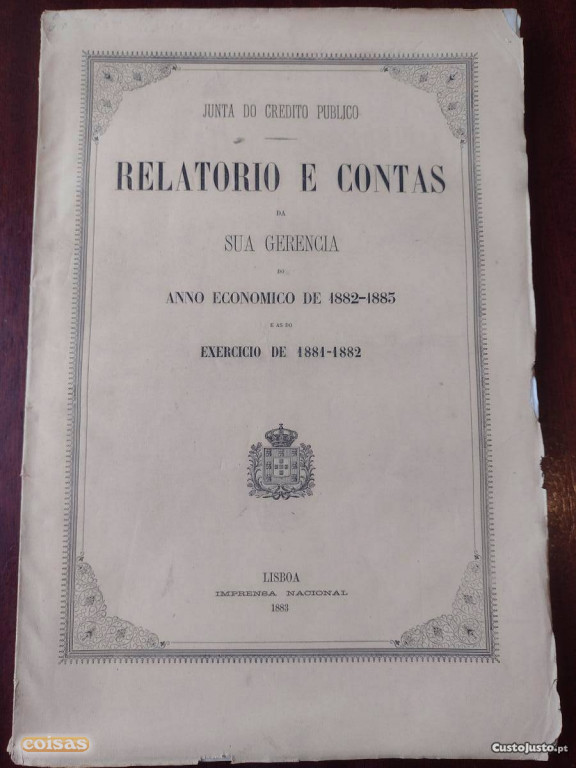 JUNTA DO CREDITO PUBLICO
RELATORIO E CONTAS
DA
SUA GERENCIA
DO
ANNO ECONOMICO DE 1882-1883
E AS DO
EXERCICIO DE 1881-1882
LISBOA
IMPRENSA NACIONAL
1883
coisas
CustoJusto.pt